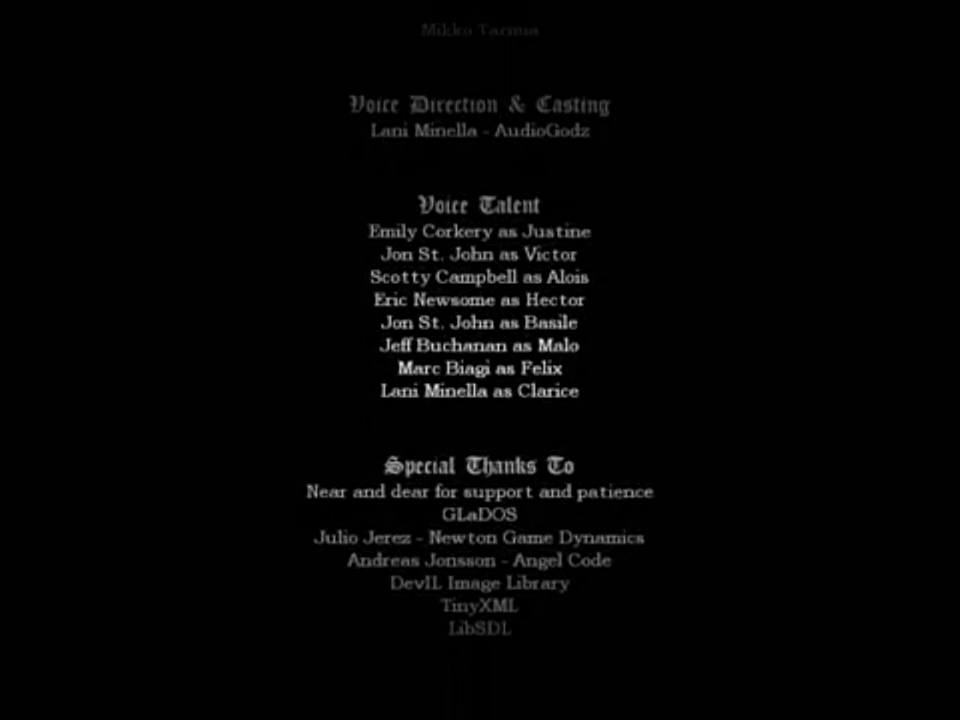 Mikko Tarmia
Voice Direction & Casting
Lani Minella - AudioGodz
Voice Talent
Emily Corkery as Justine
Jon St. John as Victor
Scotty Campbell as Alois
Eric Newsome as Hector
Jon St. John as Basile
Jeff Buchanan as Malo
Marc Biagi as Felix
Lani Minella as Clarice
Special Thanks To
Near and dear for support and patience
GLaDOS
Julio Jerez - Newton Game Dynamics
Andreas Jonsson - Angel Code
DevIL Image Library
TinyXML
LibSDL